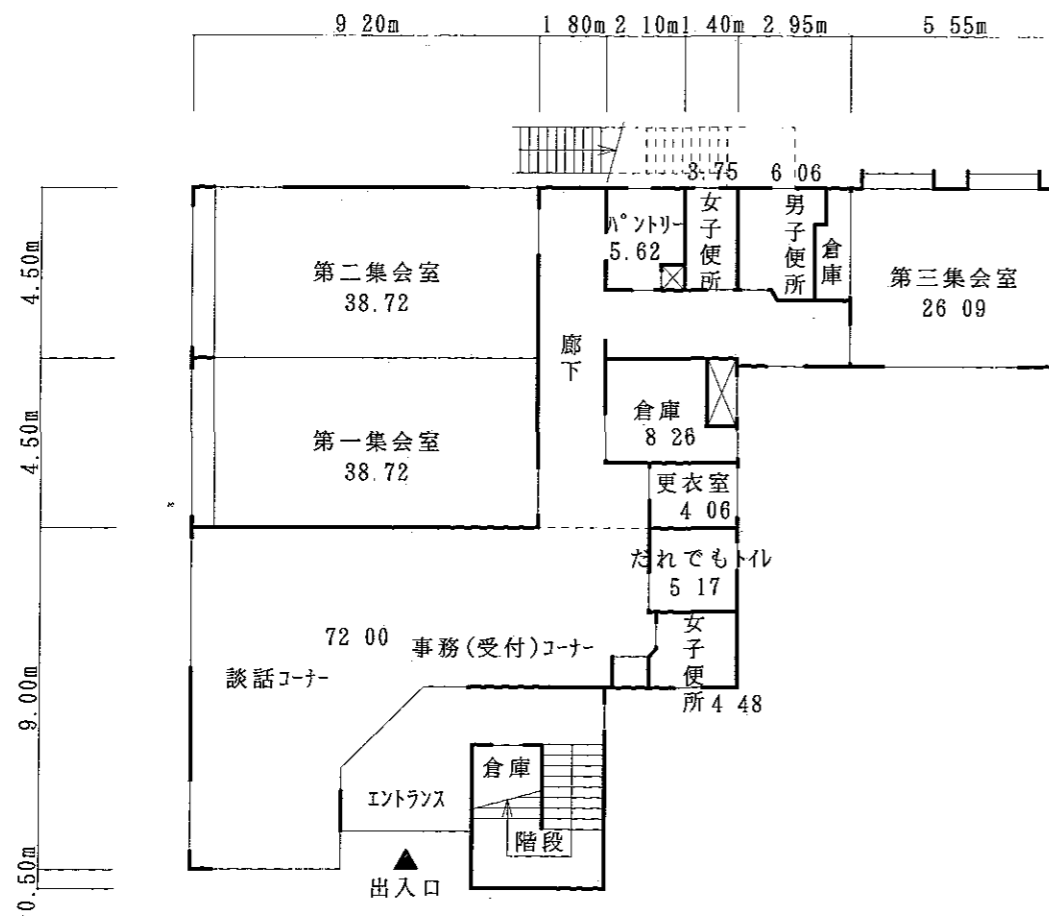 9 20m 1 80m 2 10m 1 40m 2 95m 5 55m
3.75 6 06
4.50m
第二集会室
38.72
パントリー
5.62
女子便所
男子便所
倉庫
第三集会室
26 09
廊下
4.50m
第一集会室
38.72
倉庫
8 26
更衣室
4 06
だれでもトイレ
5 17
9.00m
72 00
事務(受付)コーナー
談話コーナー
女子便所
4 48
倉庫
エントランス
階段
出入口
0.50m